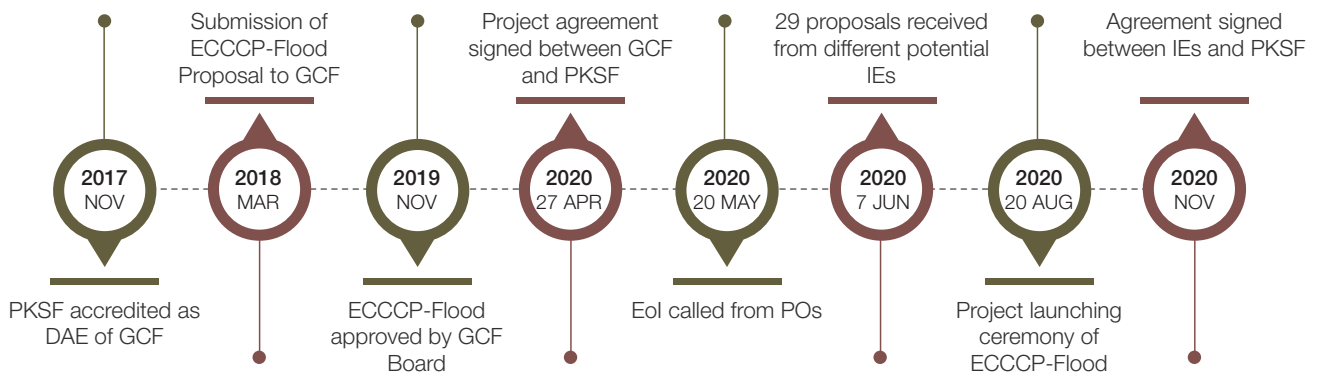 2017
NOV
PKSF accredited as
DAE of GCF
Submission of
ECCCP-Flood
Proposal to GCF
2018
MAR
2019
NOV
ECCCP-Flood
approved by GCF
Board
Project agreement
signed between GCF
and PKSF
2020
27 APR
2020
20 MAY
EoI called from POs
29 proposals received
from different potential
IEs
2020
7 JUN
2020
20 AUG
Project launching
ceremony of
ECCCP-Flood
Agreement signed
between IEs and PKSF
2020
NOV